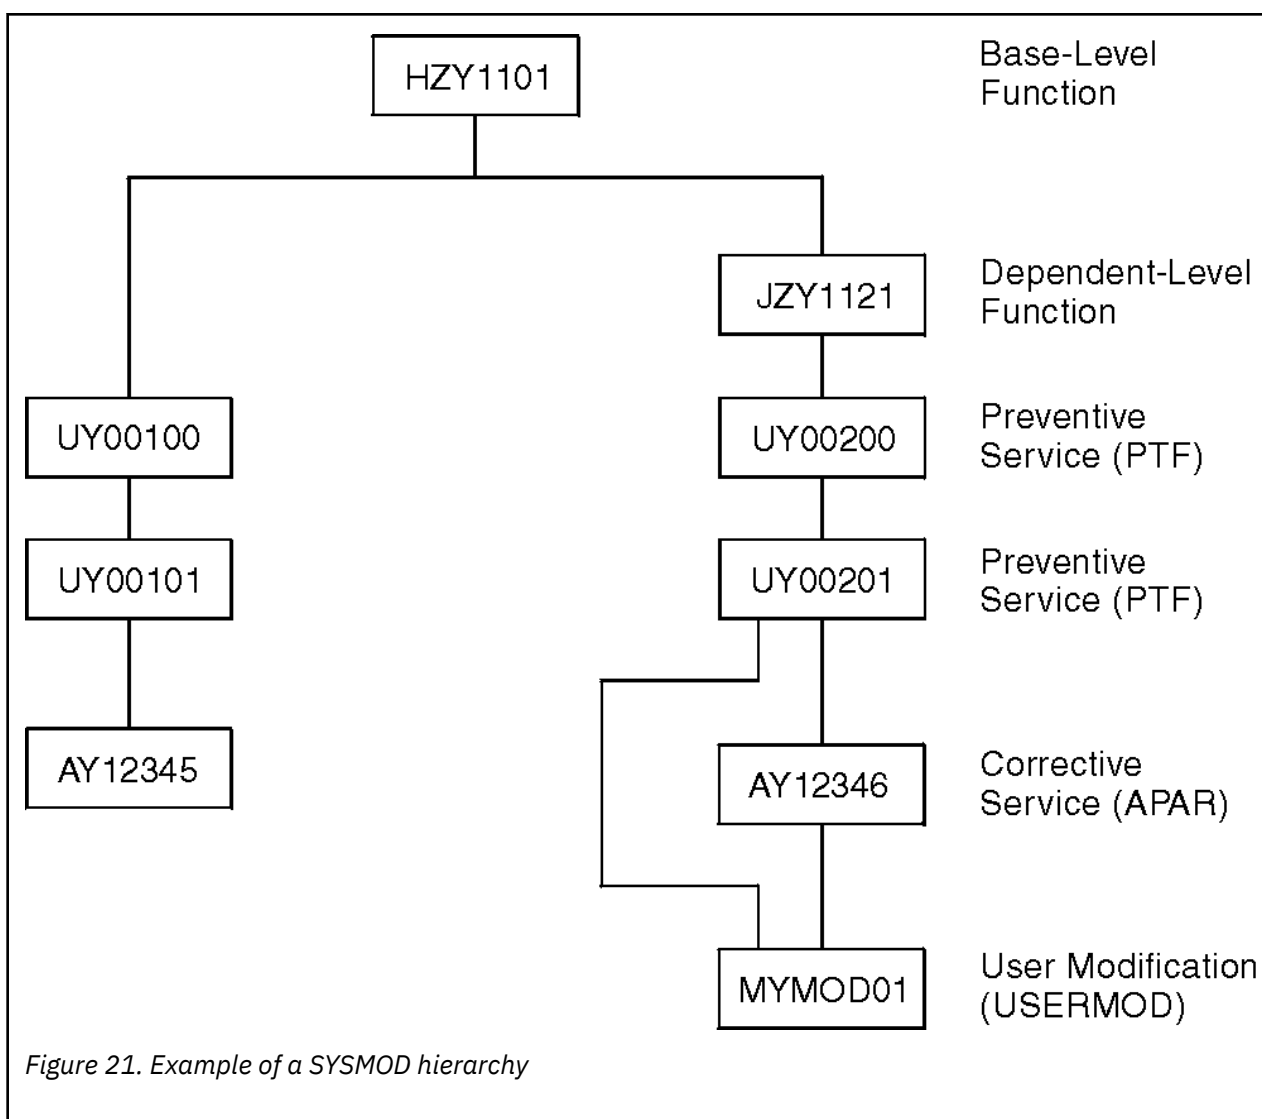 HZY1101
Base-Level
Function
JZY1121
Dependent-Level
Function
UY00100
UY00200
Preventive
Service (PTF)
UY00101
UY00201
Preventive
Service (PTF)
AY12345
AY12346
Corrective
Service (APAR)
MYMOD01
User Modification
(USERMOD)
Figure 21. Example of a SYSMOD hierarchy